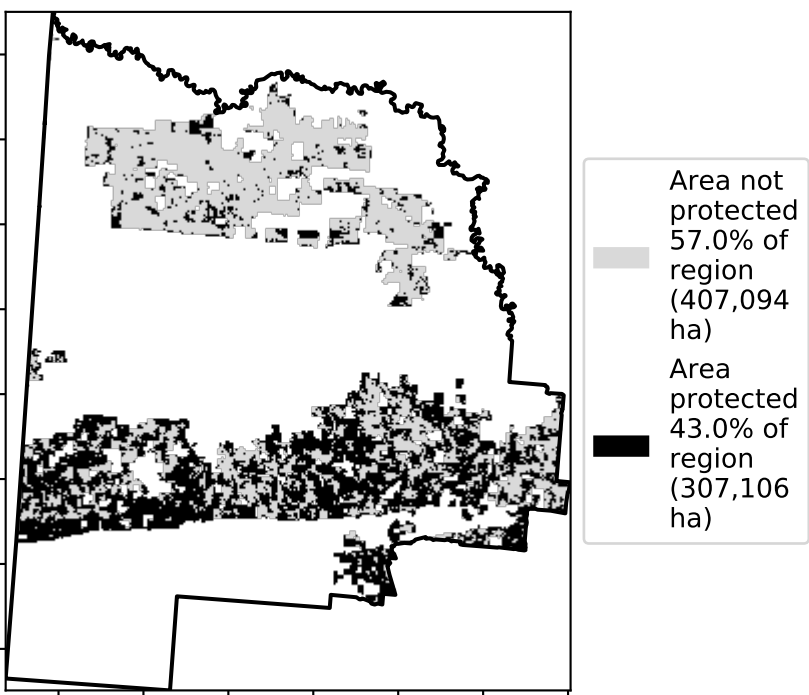 Area not
protected
57.0% of
region
(407,094
ha)
Area
protected
43.0% of
region
(307,106
ha)